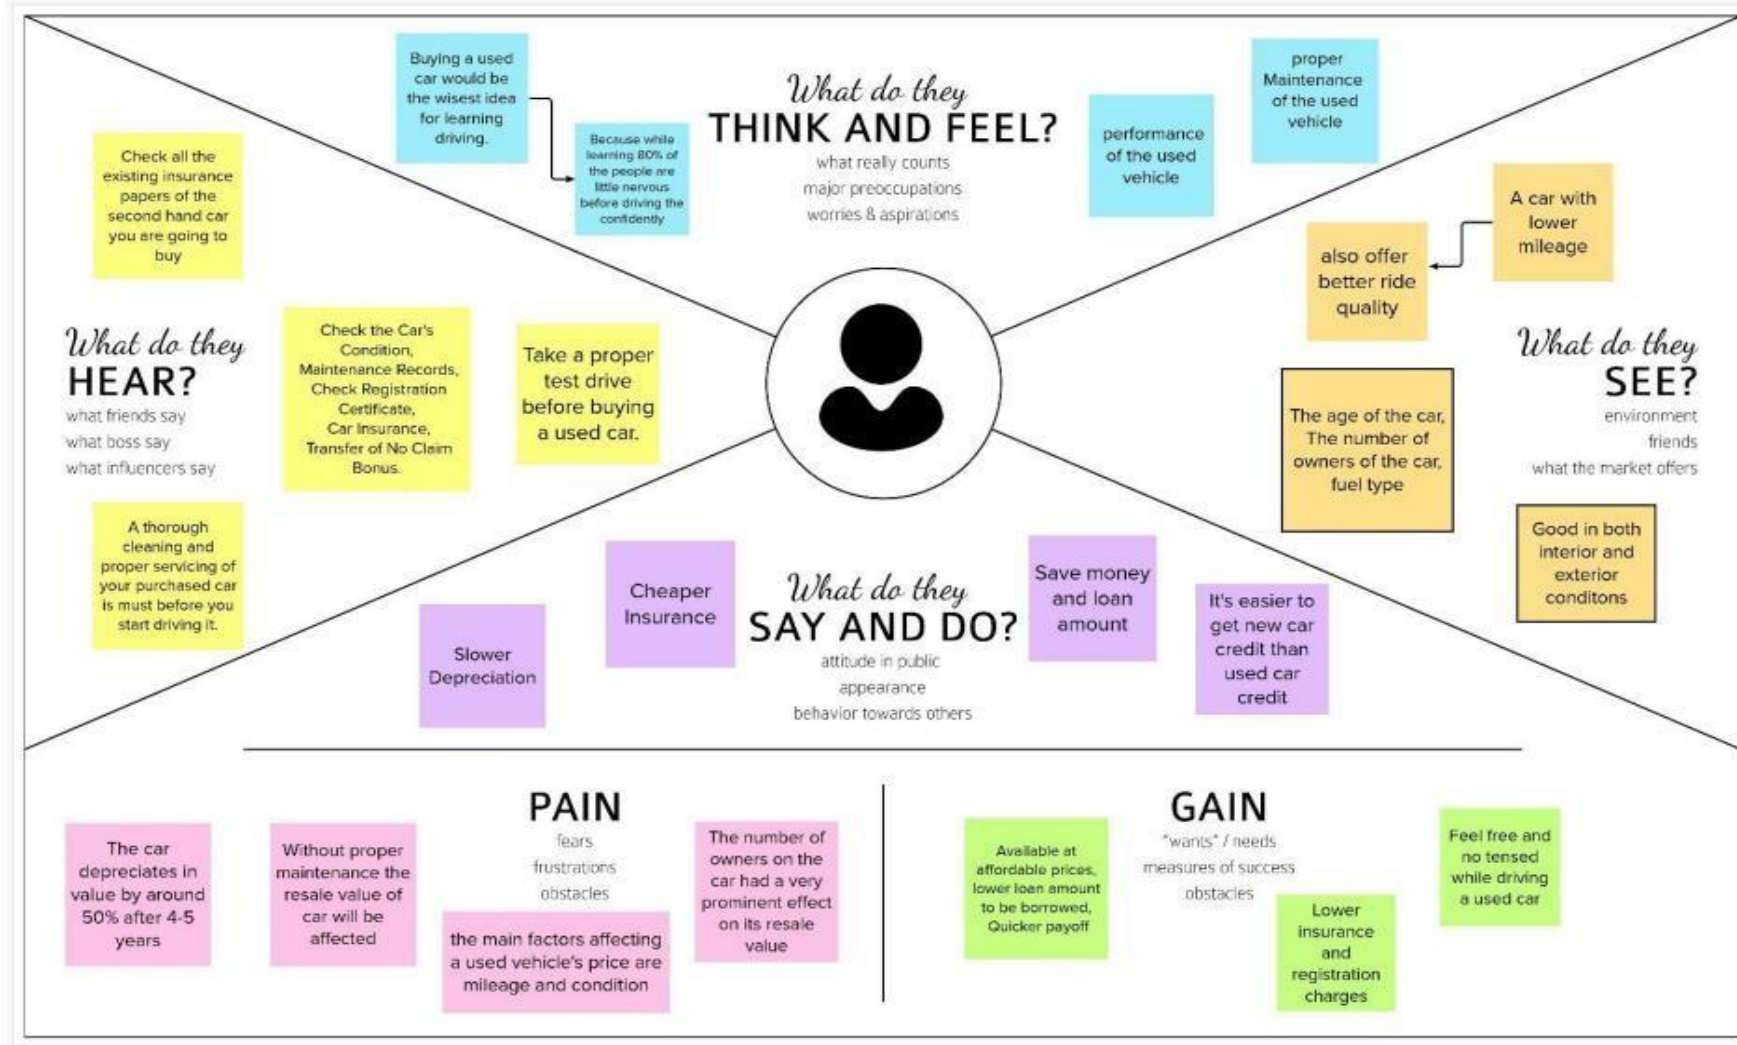 Buying a used
car would be
the wisest idea
for learning
driving.
Because while
learning 80% of
the people are
little nervous
before driving the
confidently
What do they
THINK AND FEEL?
what really counts
major preoccupations
worries & aspirations
performance
of the used
vehicle
proper
Maintenance
of the used
vehicle
Check all the
existing insurance
papers of the
second hand car
you are going to
buy
What do they
HEAR?
what friends say
what boss say
what influencers say
Check the Car's
Condition,
Maintenance Records,
Check Registration
Certificate,
Car Insurance,
Transfer of No Claim
Bonus.
Take a proper
test drive
before buying
a used car.
A thorough
cleaning and
proper servicing of
your purchased car
is must before you
start driving it.
A car with
lower
mileage
also offer
better ride
quality
What do they
SEE?
environment
friends
what the market offers
The age of the car,
The number of
owners of the car,
fuel type
Good in both
interior and
exterior
conditons
Slower
Depreciation
Cheaper
Insurance
What do they
SAY AND DO?
attitude in public
appearance
behavior towards others
Save money
and loan
amount
It's easier to
get new car
credit than
used car
credit
PAIN
fears
frustrations
obstacles
The car
depreciates in
value by around
50% after 4-5
years
Without proper
maintenance the
resale value of
car will be
affected
the main factors affecting
a used vehicle's price are
mileage and condition
The number of
owners on the
car had a very
prominent effect
on its resale
value
GAIN
"wants" / needs
measures of success
obstacles
Available at
affordable prices,
lower loan amount
to be borrowed,
Quicker payoff
Lower
insurance
and
registration
charges
Feel free and
no tensed
while driving
a used car